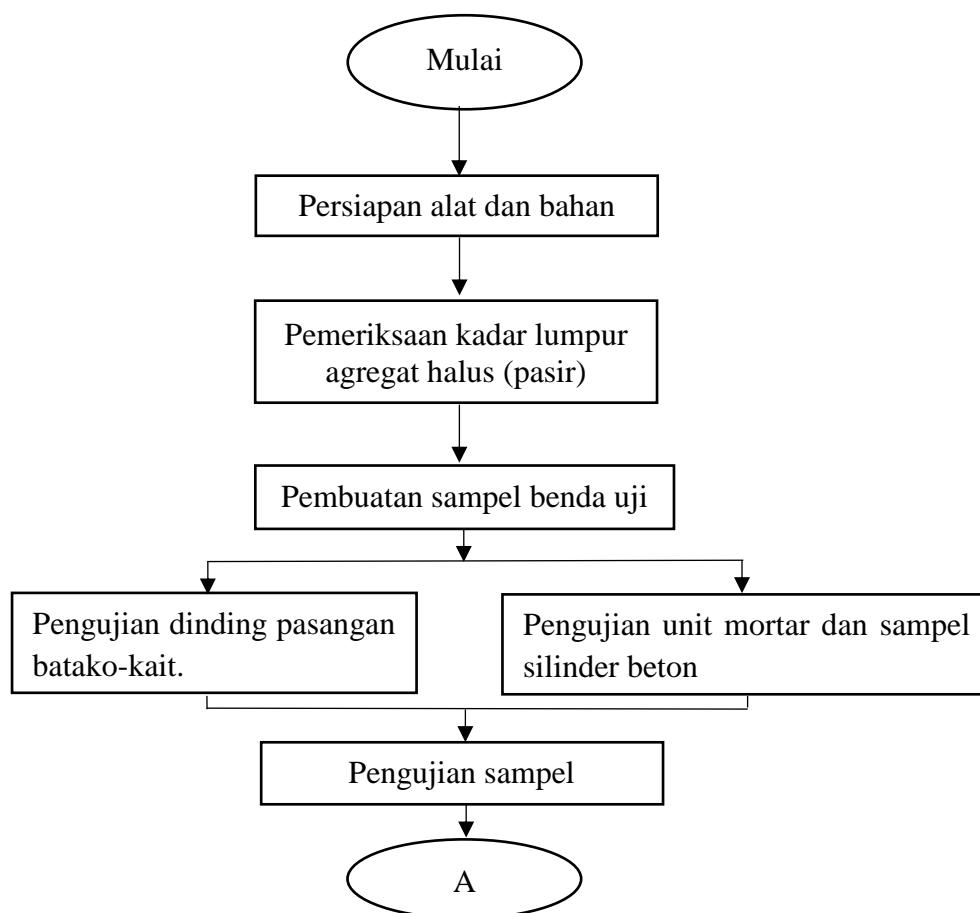 Mulai
Persiapan alat dan bahan
Pemeriksaan kadar lumpur
agregat halus (pasir)
Pembuatan sampel benda uji
Pengujian dinding pasangan
batako-kait.
Pengujian unit mortar dan sampel
silinder beton
Pengujian sampel
A